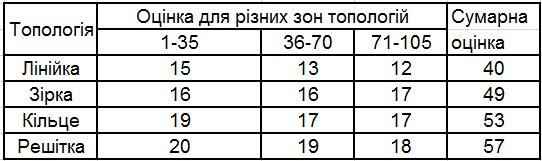 Топологія Оцінка для різних зон топологій Сумарна оцінка
1-35 36-70 71-105
Лінійка 15 13 12 40
Зірка 16 16 17 49
Кільце 19 17 17 53
Решітка 20 19 18 57